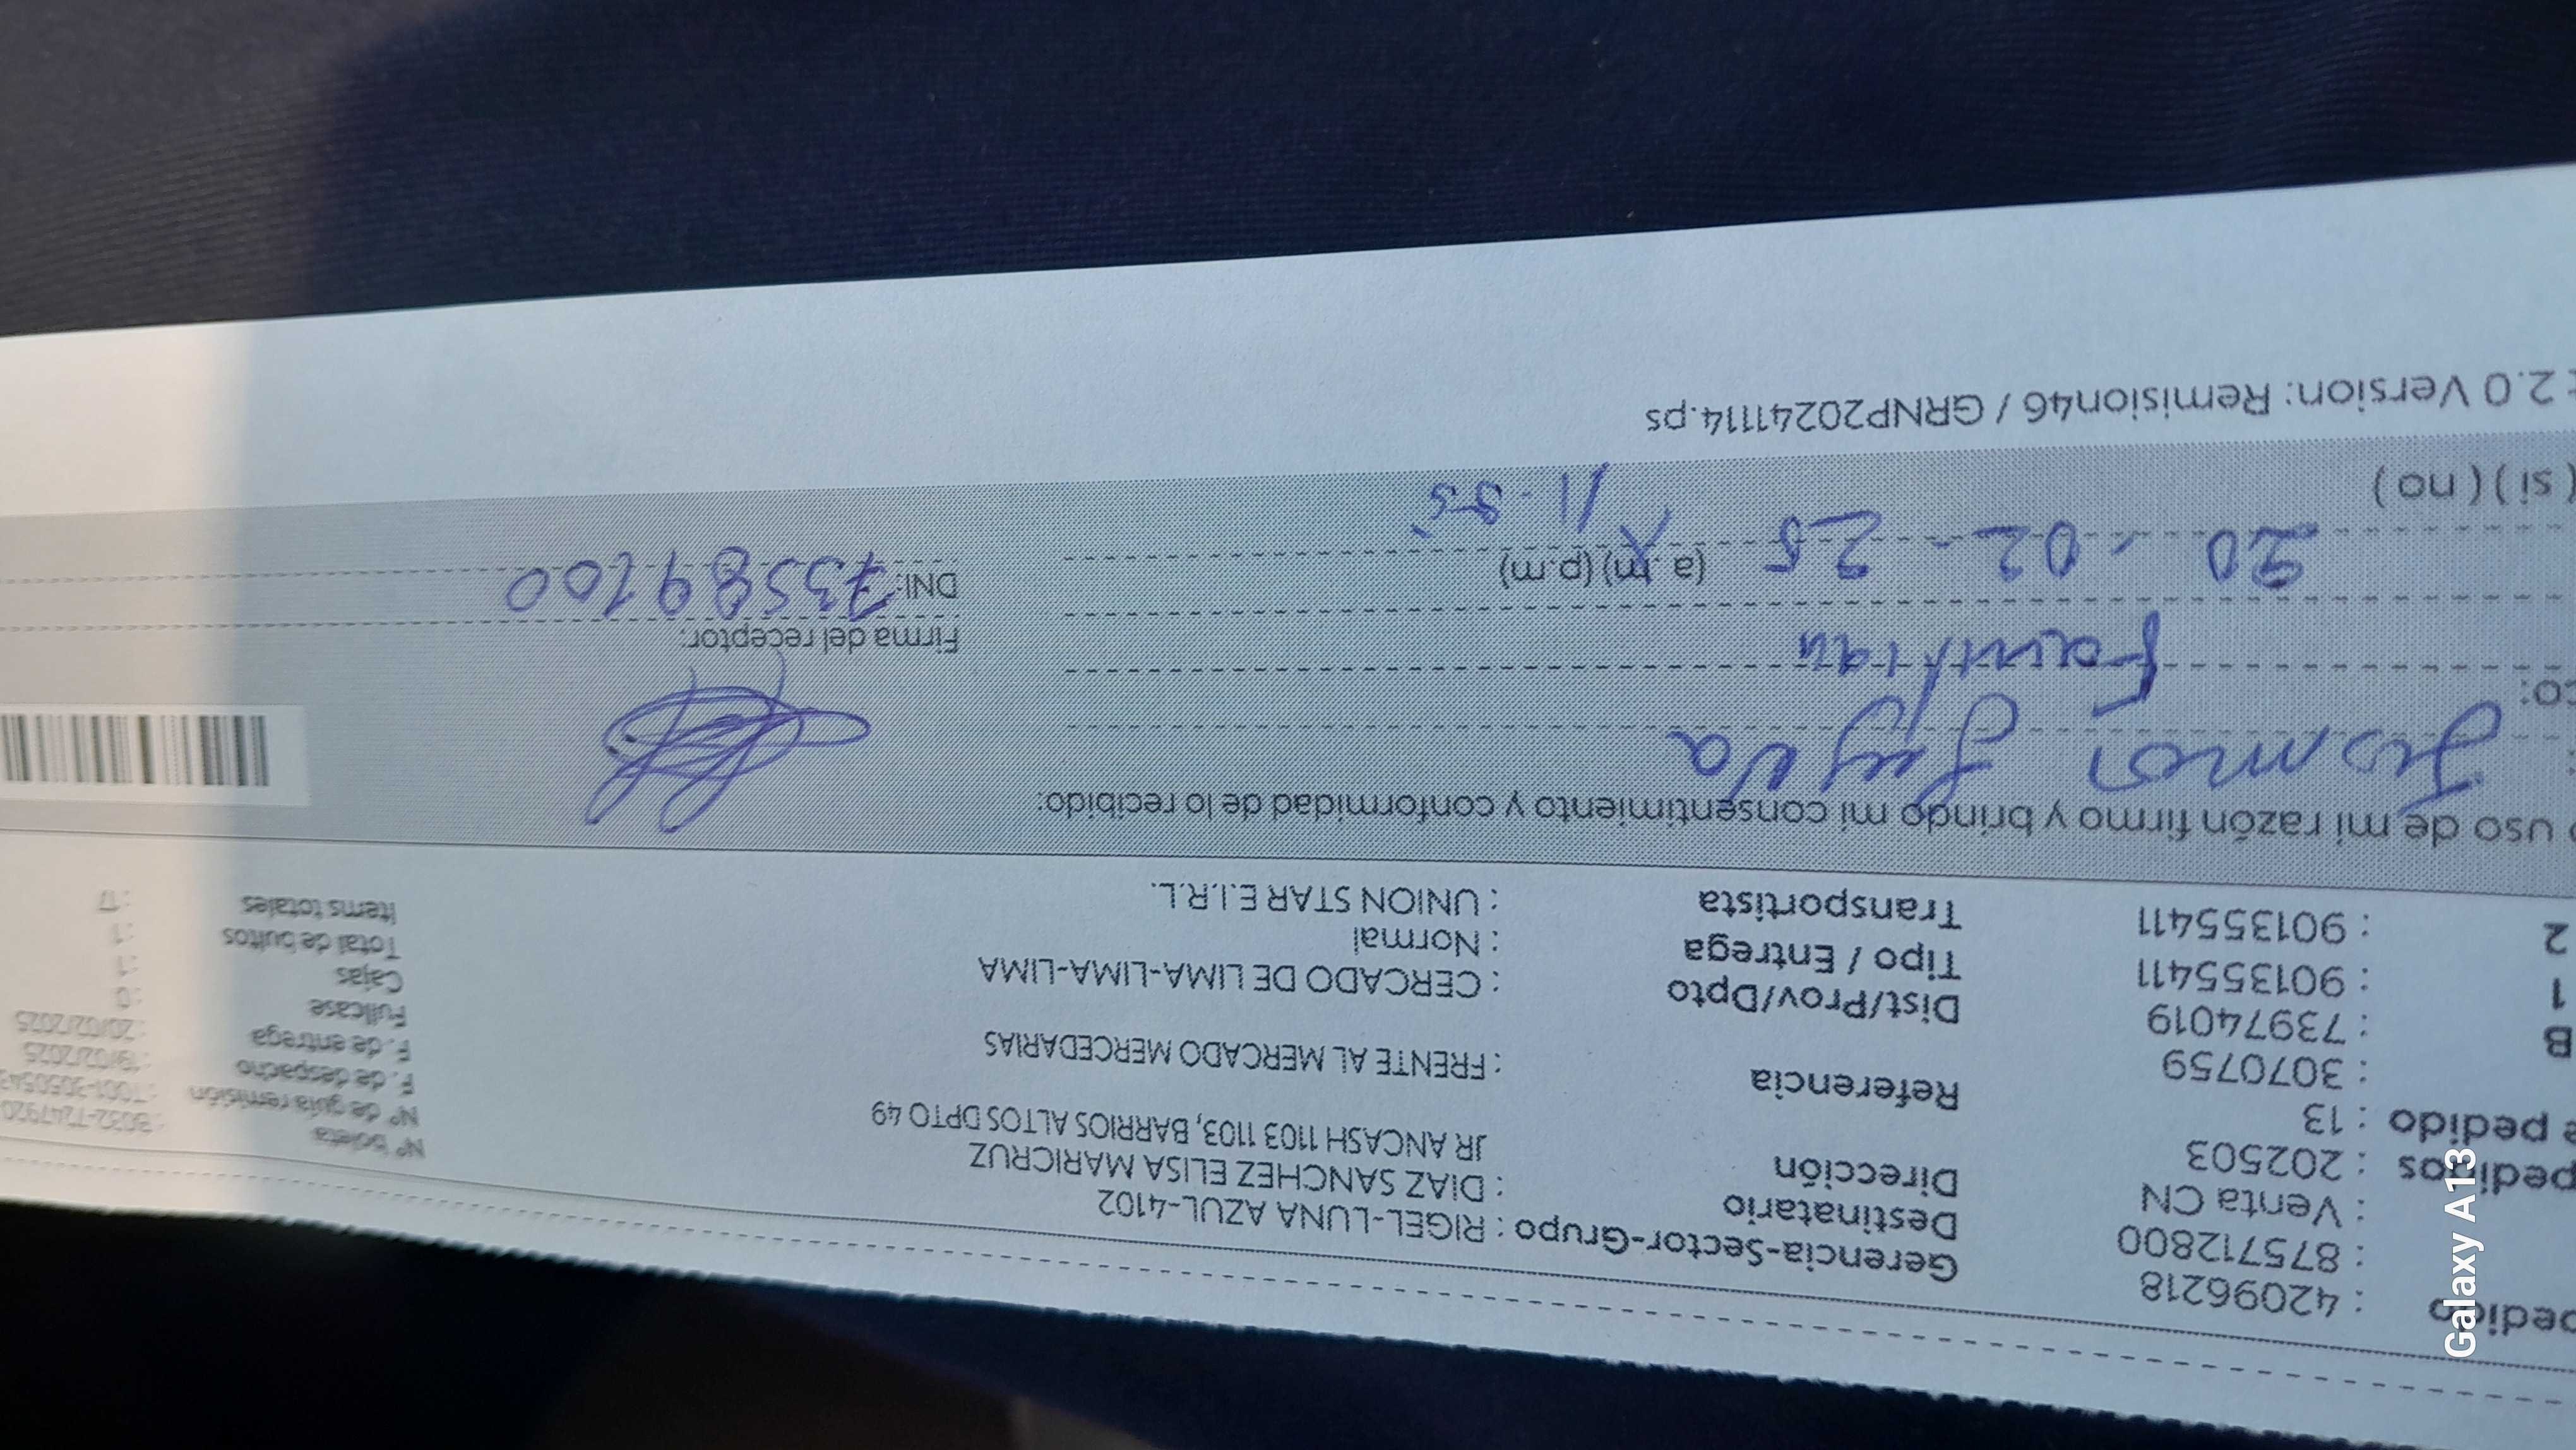 pedido : 42096218
: 875712800
: Venta CN
pedidos : 202503
e pedido : 13
: 3070759
B : 73974019
1 : 901355411
2 : 901355411
Gerencia-Sector-Grupo : RIGEL-LUNA AZUL-4102
Destinatario : DIAZ SANCHEZ ELISA MARICRUZ
Dirección JR ANCASH 1103 1103, BARRIOS ALTOS DPTO 49
Referencia : FRENTE AL MERCADO MERCEDARIAS
Dist/Prov/Dpto : CERCADO DE LIMA-LIMA-LIMA
Tipo / Entrega : Normal
Transportista : UNION STAR E.I.R.L.
Nº boleta
Nº de guía remisión
F. de despacho : 19/02/2025
F. de entrega : 20/02/2025
Fullcase : 0
Cajas : 1
Total de bultos : 1
Items totales : 17
uso de mi razón firmo y brindo mi consentimiento y conformidad de lo recibido:
co:
Firma del receptor:
20 - 02 - 25 (a.m) (p.m) 11-55
DNI: 73589200
(si) (no)
2.0 Version: Remision46 / GRNP20241114.ps
Galaxy A13